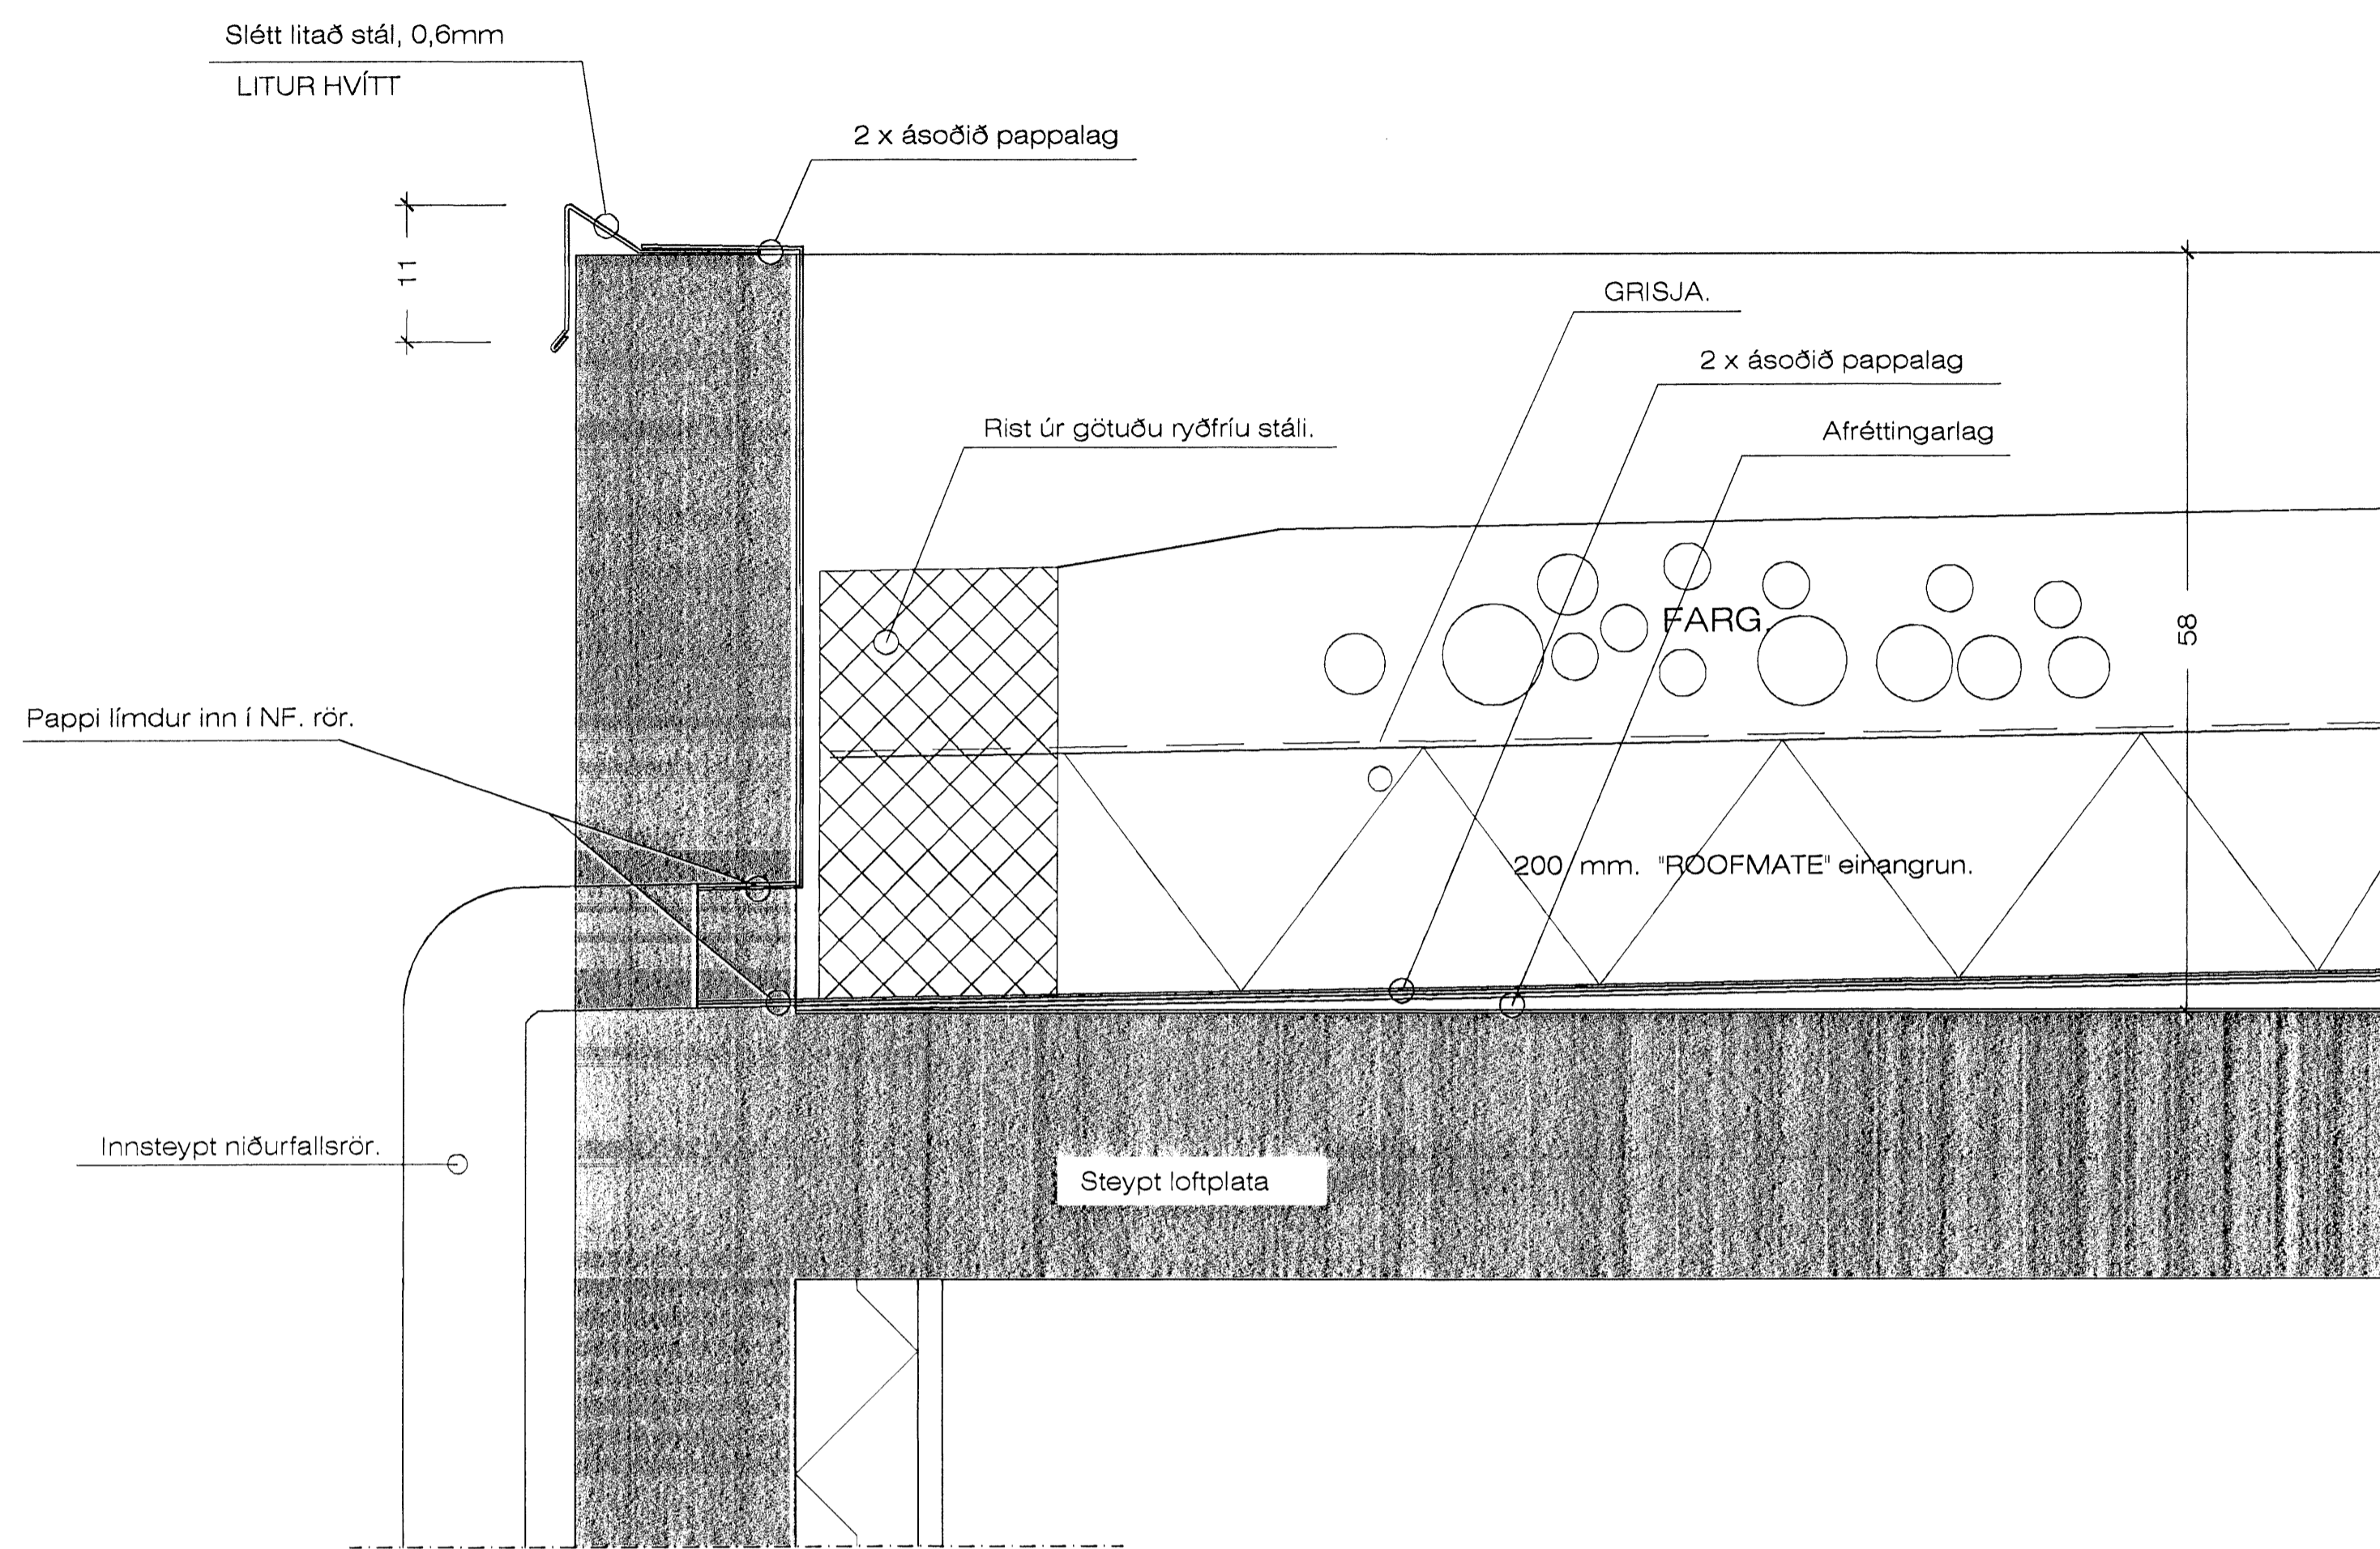 Slétt litað stál, 0,6mm
LITUR HVÍTT
2 x ásoðið pappalag
11
GRISJA.
2 x ásoðið pappalag
Rist úr götuðu ryðfríu stáli.
Afréttingarlag
FARG.
58
Pappi límdur inn í NF. rör.
200 mm. "ROOFMATE" einangrun.
Innsteypt niðurfallsrör.
Steypt loftplata